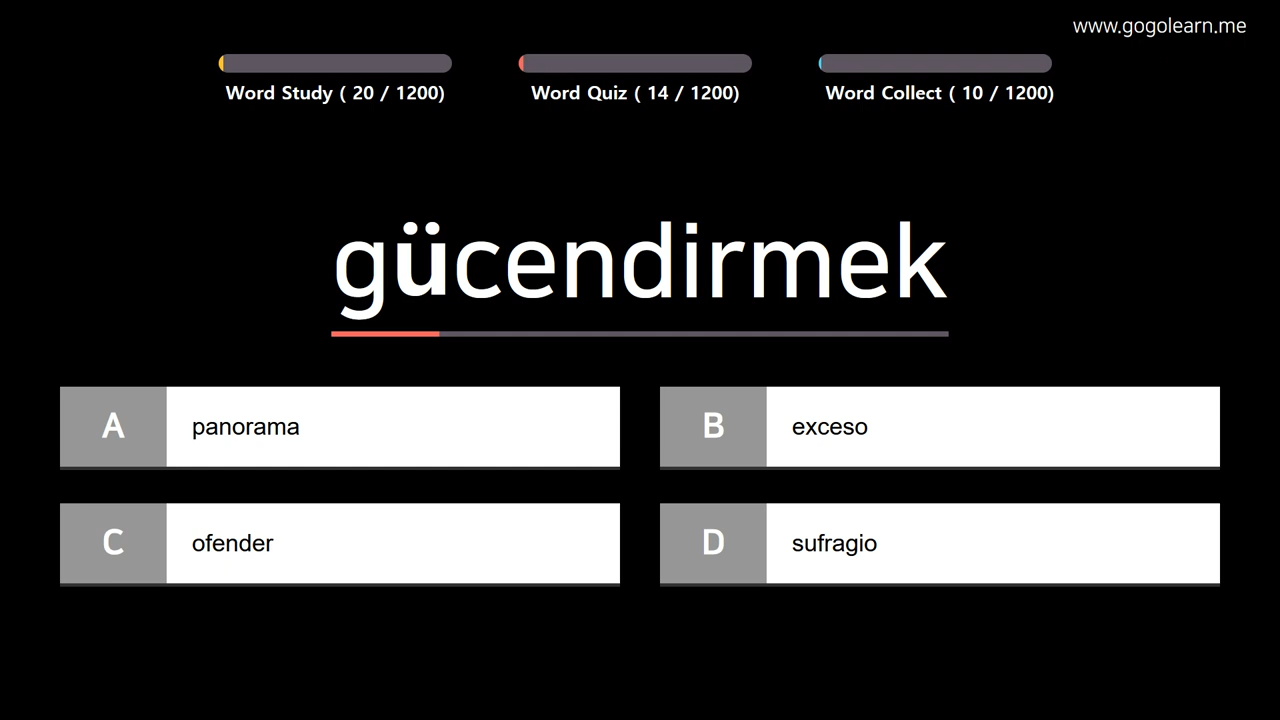 www.gogolearn.me
Word Study ( 20 / 1200)
Word Quiz ( 14 / 1200)
Word Collect ( 10 / 1200)
gücendirmek
A panorama
B exceso
C ofender
D sufragio